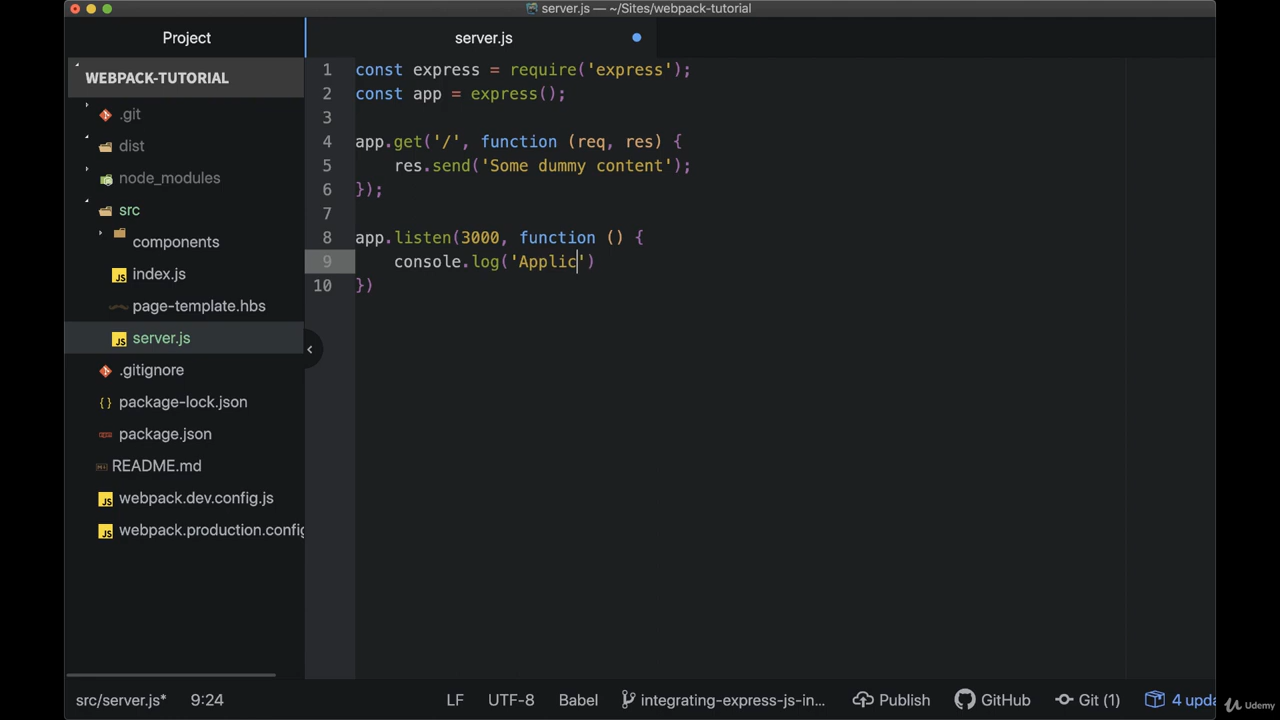 server.js — ~/Sites/webpack-tutorial
Project
server.js
WEBPACK-TUTORIAL
.git
dist
node_modules
src
components
index.js
page-template.hbs
server.js
.gitignore
package-lock.json
package.json
README.md
webpack.dev.config.js
webpack.production.config
1 const express = require('express');
2 const app = express();
3
4 app.get('/', function (req, res) {
5 res.send('Some dummy content');
6 });
7
8 app.listen(3000, function () {
9 console.log('Applic')
10 })
src/server.js* 9:24 LF UTF-8 Babel integrating-express-js-in... Publish GitHub Git (1) 4 upda
Udemy